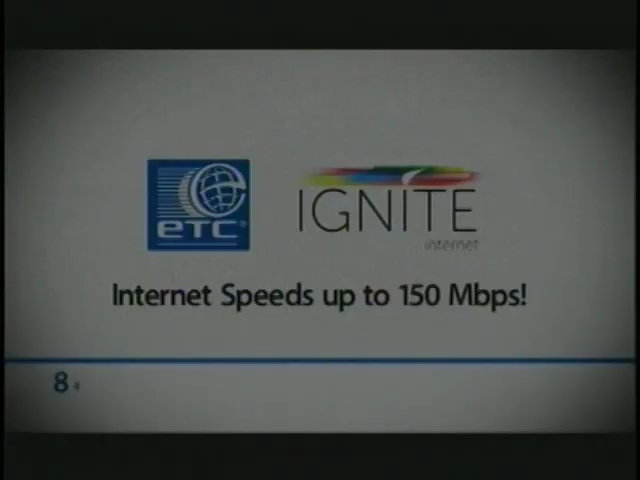 eTC
IGNITE
internet
Internet Speeds up to 150 Mbps!
8